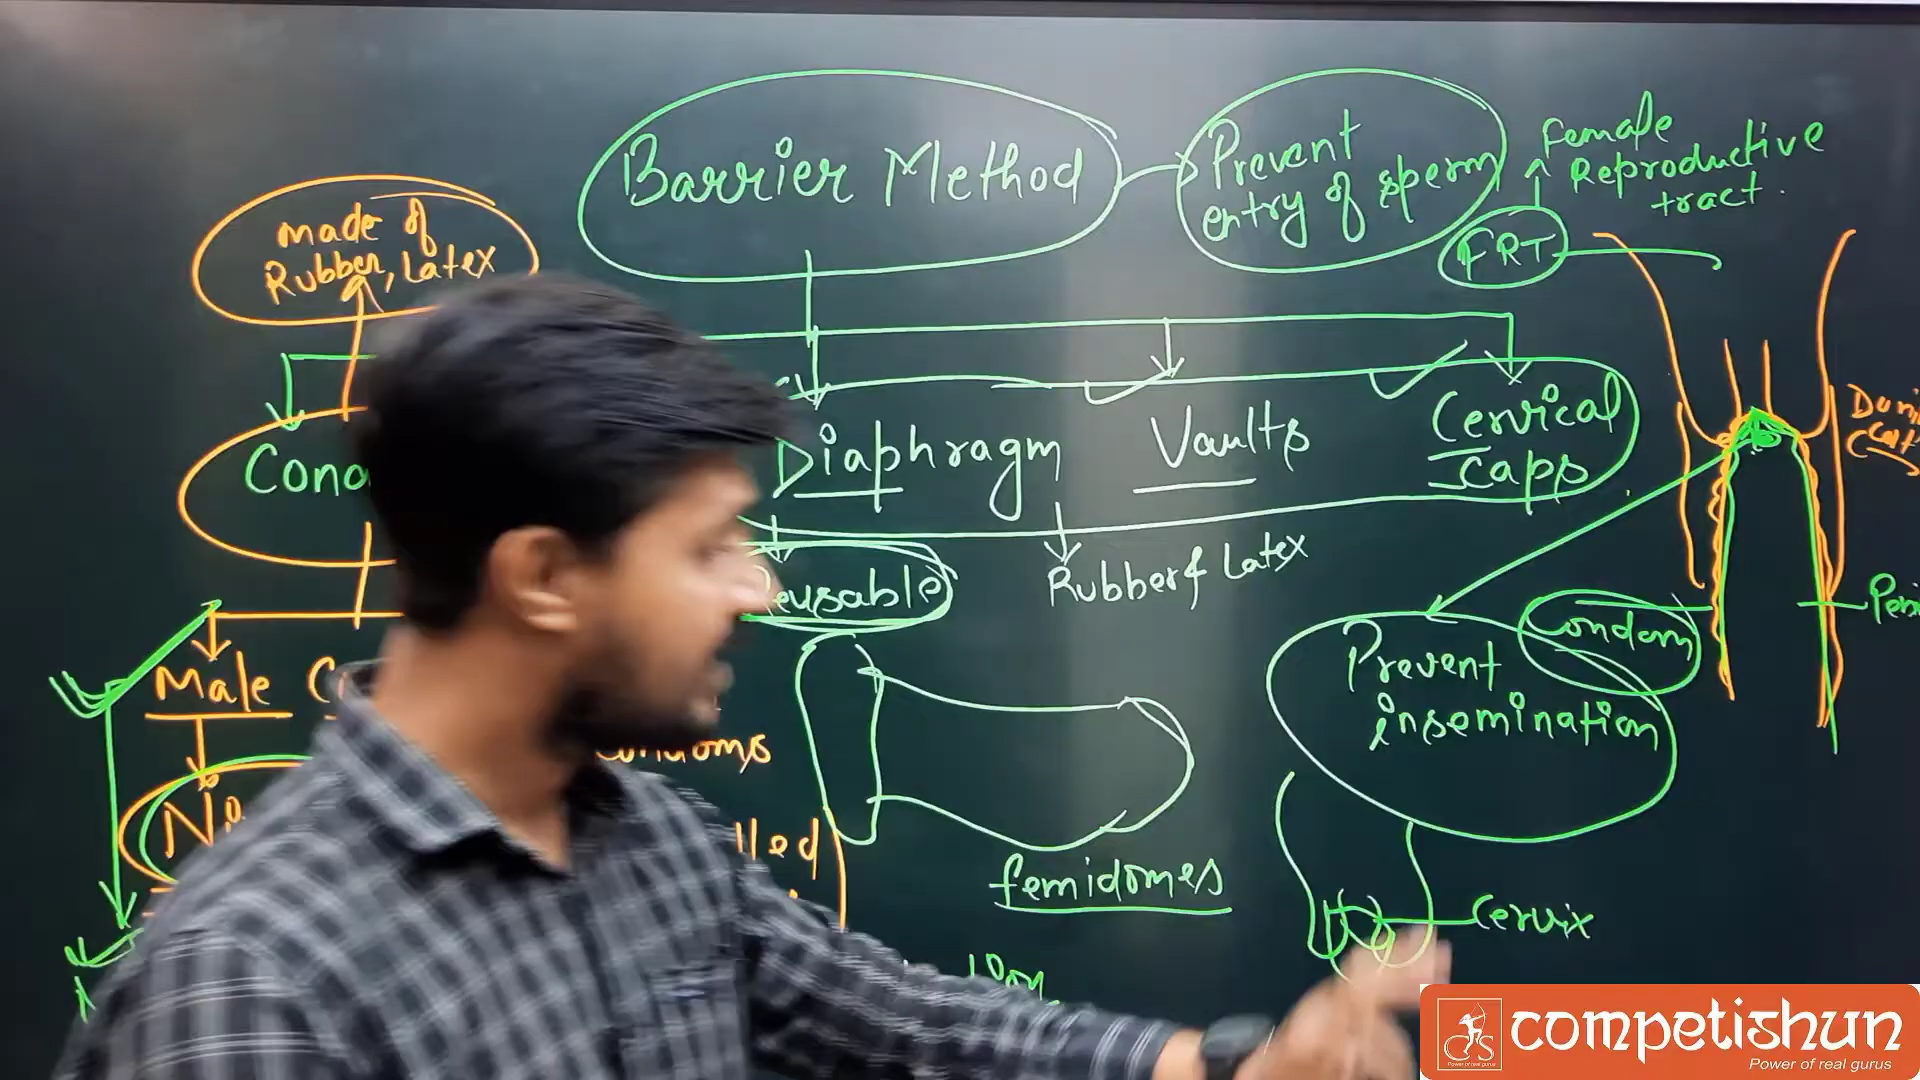 Barrier Method
Prevent
entry of sperm
Female
Reproductive
tract.
FRT
made of
Rubber, Latex
Diaphragm
Vaults
Cervical
caps
Reusable
Rubber & Latex
Condom
Prevent
insemination
Male
condoms
femidomes
Cervix
competishun
Power of real gurus